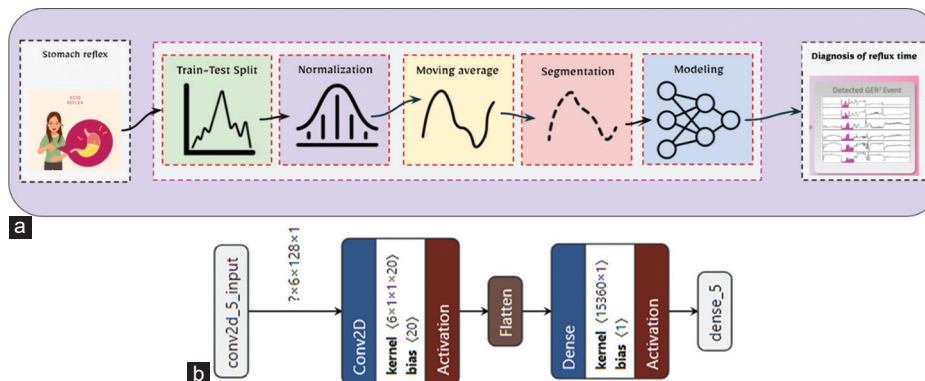 Stomach reflex
ACID
REFLUX
Train-Test Split
Normalization
Moving average
Segmentation
Modeling
Diagnosis of reflux time
Detected GER² Event
a
conv2d_5_input
?×6×128×1
Conv2D
kernel ⟨6×1×1×20⟩
bias ⟨20⟩
Activation
Flatten
Dense
kernel ⟨15360×1⟩
bias ⟨1⟩
Activation
dense_5
b